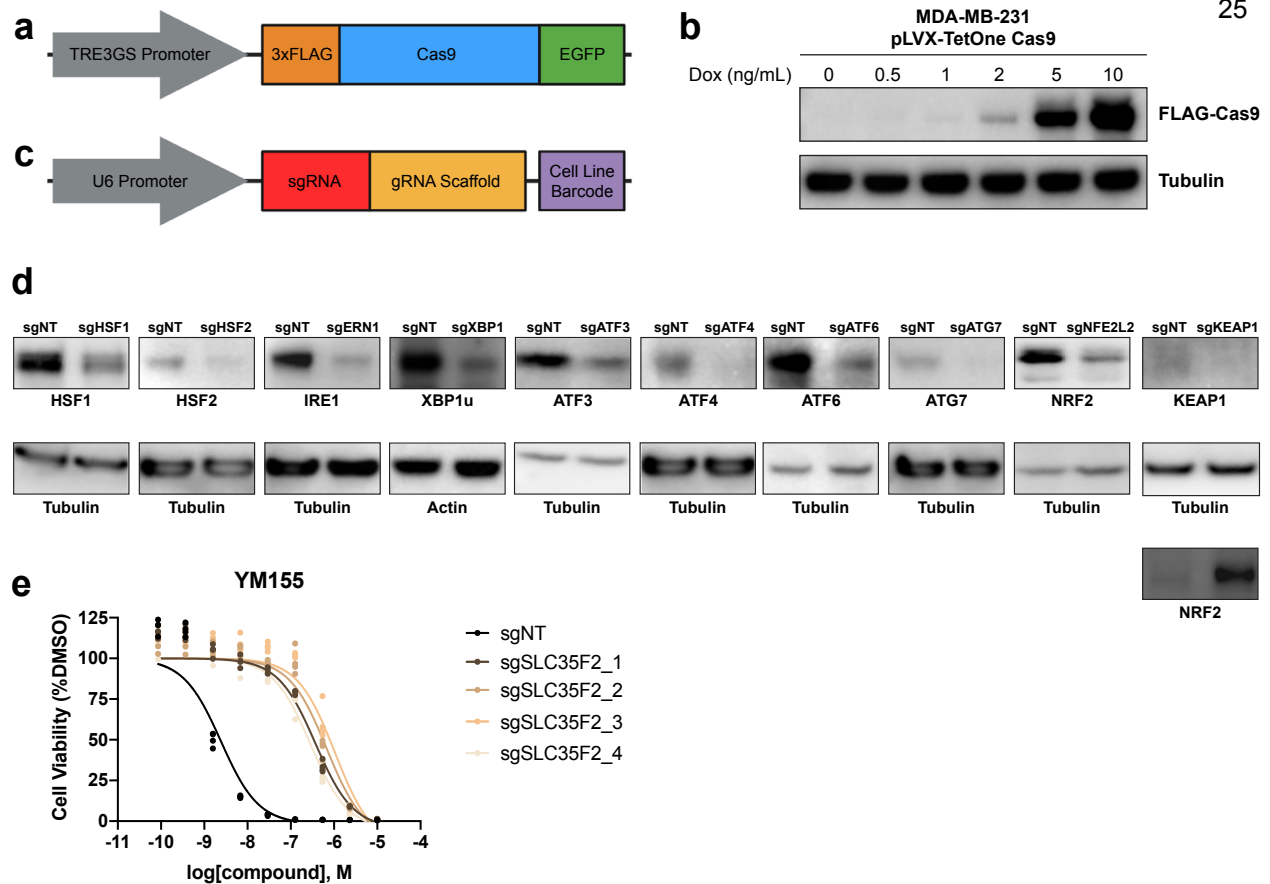 25
a
TRE3GS Promoter 3xFLAG Cas9 EGFP
b
MDA-MB-231
pLVX-TetOne Cas9
Dox (ng/mL) 0 0.5 1 2 5 10
FLAG-Cas9
Tubulin
c
U6 Promoter sgRNA gRNA Scaffold Cell Line
Barcode
d
sgNT sgHSF1 sgNT sgHSF2 sgNT sgERN1 sgNT sgXBP1 sgNT sgATF3 sgNT sgATF4 sgNT sgATF6 sgNT sgATG7 sgNT sgNFE2L2 sgNT sgKEAP1
HSF1 HSF2 IRE1 XBP1u ATF3 ATF4 ATF6 ATG7 NRF2 KEAP1
Tubulin Tubulin Tubulin Actin Tubulin Tubulin Tubulin Tubulin Tubulin Tubulin
NRF2
e
YM155
Cell Viability (%DMSO)
125
100
75
50
25
0
-11 -10 -9 -8 -7 -6 -5 -4
log[compound], M
sgNT
sgSLC35F2_1
sgSLC35F2_2
sgSLC35F2_3
sgSLC35F2_4